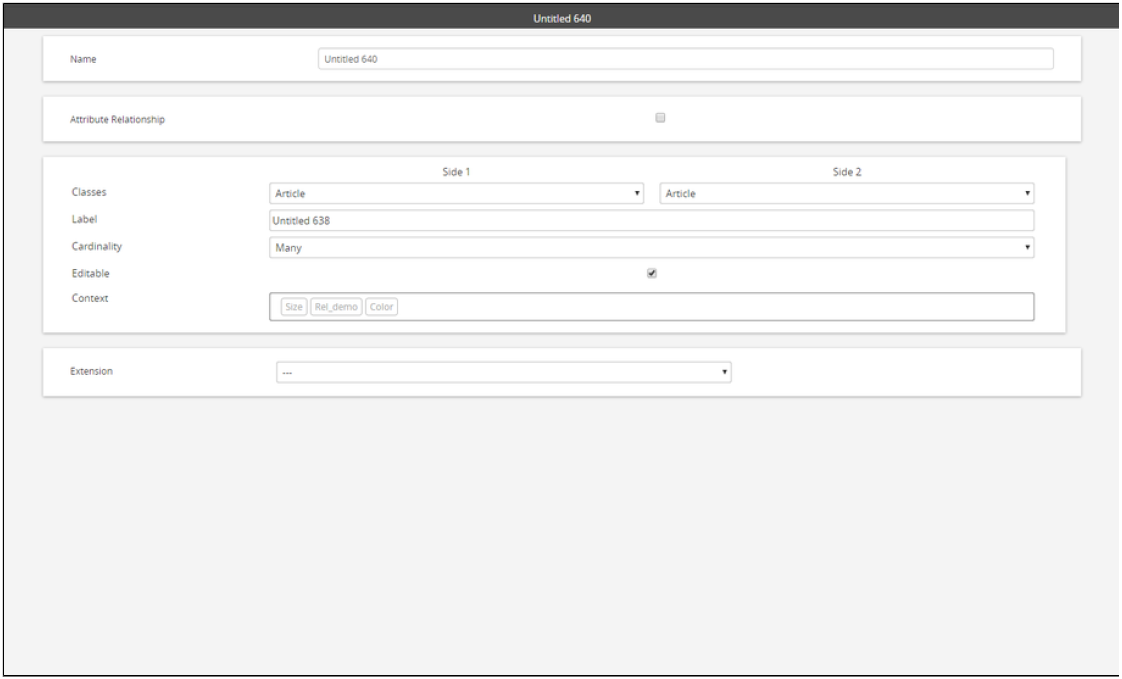 Untitled 640
Name Untitled 640
Attribute Relationship
Side 1 Side 2
Classes Article Article
Label Untitled 638
Cardinality Many
Editable
Context Size Rel_demo Color
Extension ---